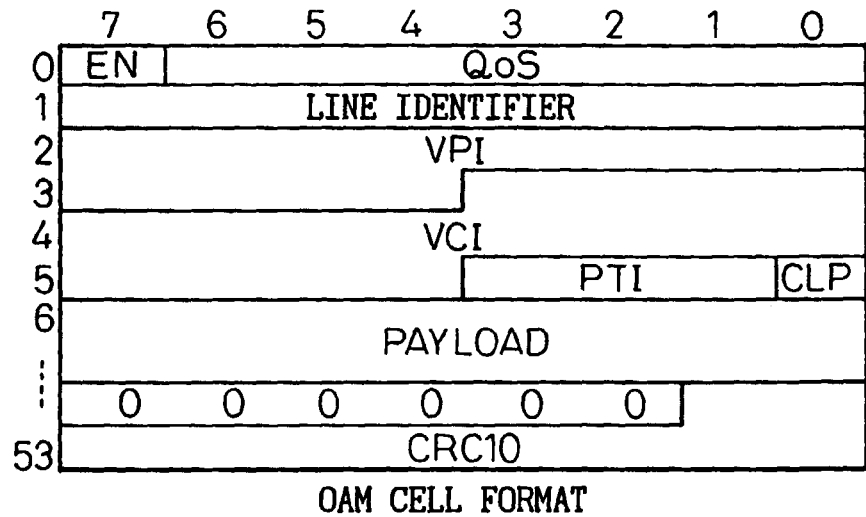 7 6 5 4 3 2 1 0
0 EN QoS
1 LINE IDENTIFIER
2 VPI
3
4 VCI
5 PTI CLP
6
PAYLOAD
0 0 0 0 0 0
53 CRC10
OAM CELL FORMAT